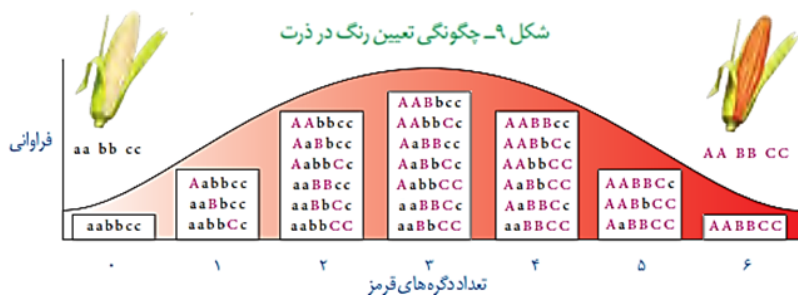 شکل ۹ـ چگونگی تعیین رنگ در ذرت
فراوانی
aa bb cc
AA BB CC
aabbcc
Aabbcc
aaBbcc
aabbCc
AAbbcc
AaBbcc
AabbCc
aaBBcc
aaBbCc
aabbCC
AABbcc
AAbbCc
AaBBcc
AaBbCc
AabbCC
aaBBCc
aaBbCC
AABBcc
AABbCc
AAbbCC
AaBbCC
AaBBCc
aaBBCC
AABBCc
AABbCC
AaBBCC
AABBCC
۰ ۱ ۲ ۳ ۴ ۵ ۶
تعداد دگره های قرمز